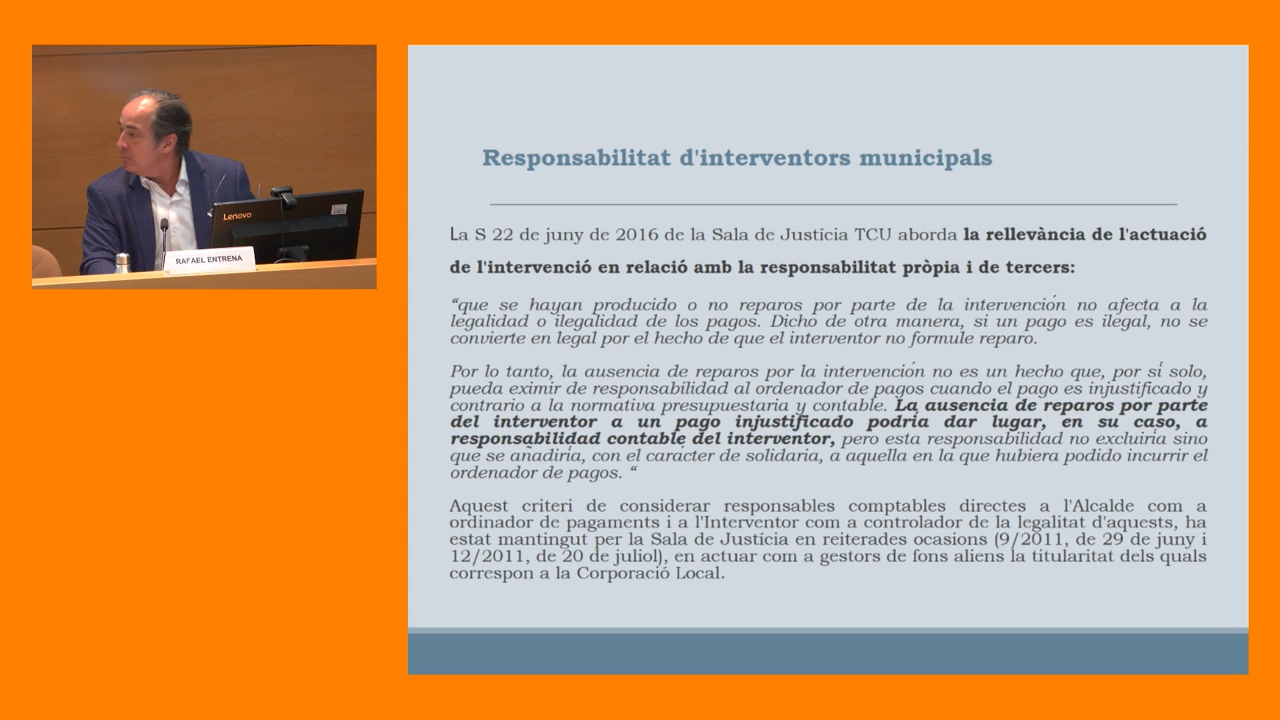 Lenovo
RAFAEL ENTRENA
Responsabilitat d'interventors municipals
La S 22 de juny de 2016 de la Sala de Justicia TCU aborda la rellevància de l'actuació
de l'intervenció en relació amb la responsabilitat pròpia i de tercers:
“que se hayan producido o no reparos por parte de la intervención no afecta a la
legalidad o ilegalidad de los pagos. Dicho de otra manera, si un pago es ilegal, no se
convierte en legal por el hecho de que el interventor no formule reparo.
Por lo tanto, la ausencia de reparos por la intervención no es un hecho que, por sí solo,
pueda eximir de responsabilidad al ordenador de pagos cuando el pago es injustificado y
contrario a la normativa presupuestaria y contable. La ausencia de reparos por parte
del interventor a un pago injustificado podría dar lugar, en su caso, a
responsabilidad contable del interventor, pero esta responsabilidad no excluiría sino
que se añadiría, con el carácter de solidaria, a aquella en la que hubiera podido incurrir el
ordenador de pagos. “
Aquest criteri de considerar responsables comptables directes a l'Alcalde com a
ordinador de pagaments i a l'Interventor com a controlador de la legalitat d'aquests, ha
estat mantingut per la Sala de Justícia en reiterades ocasions (9/2011, de 29 de juny i
12/2011, de 20 de juliol), en actuar com a gestors de fons aliens la titularitat dels quals
correspon a la Corporació Local.